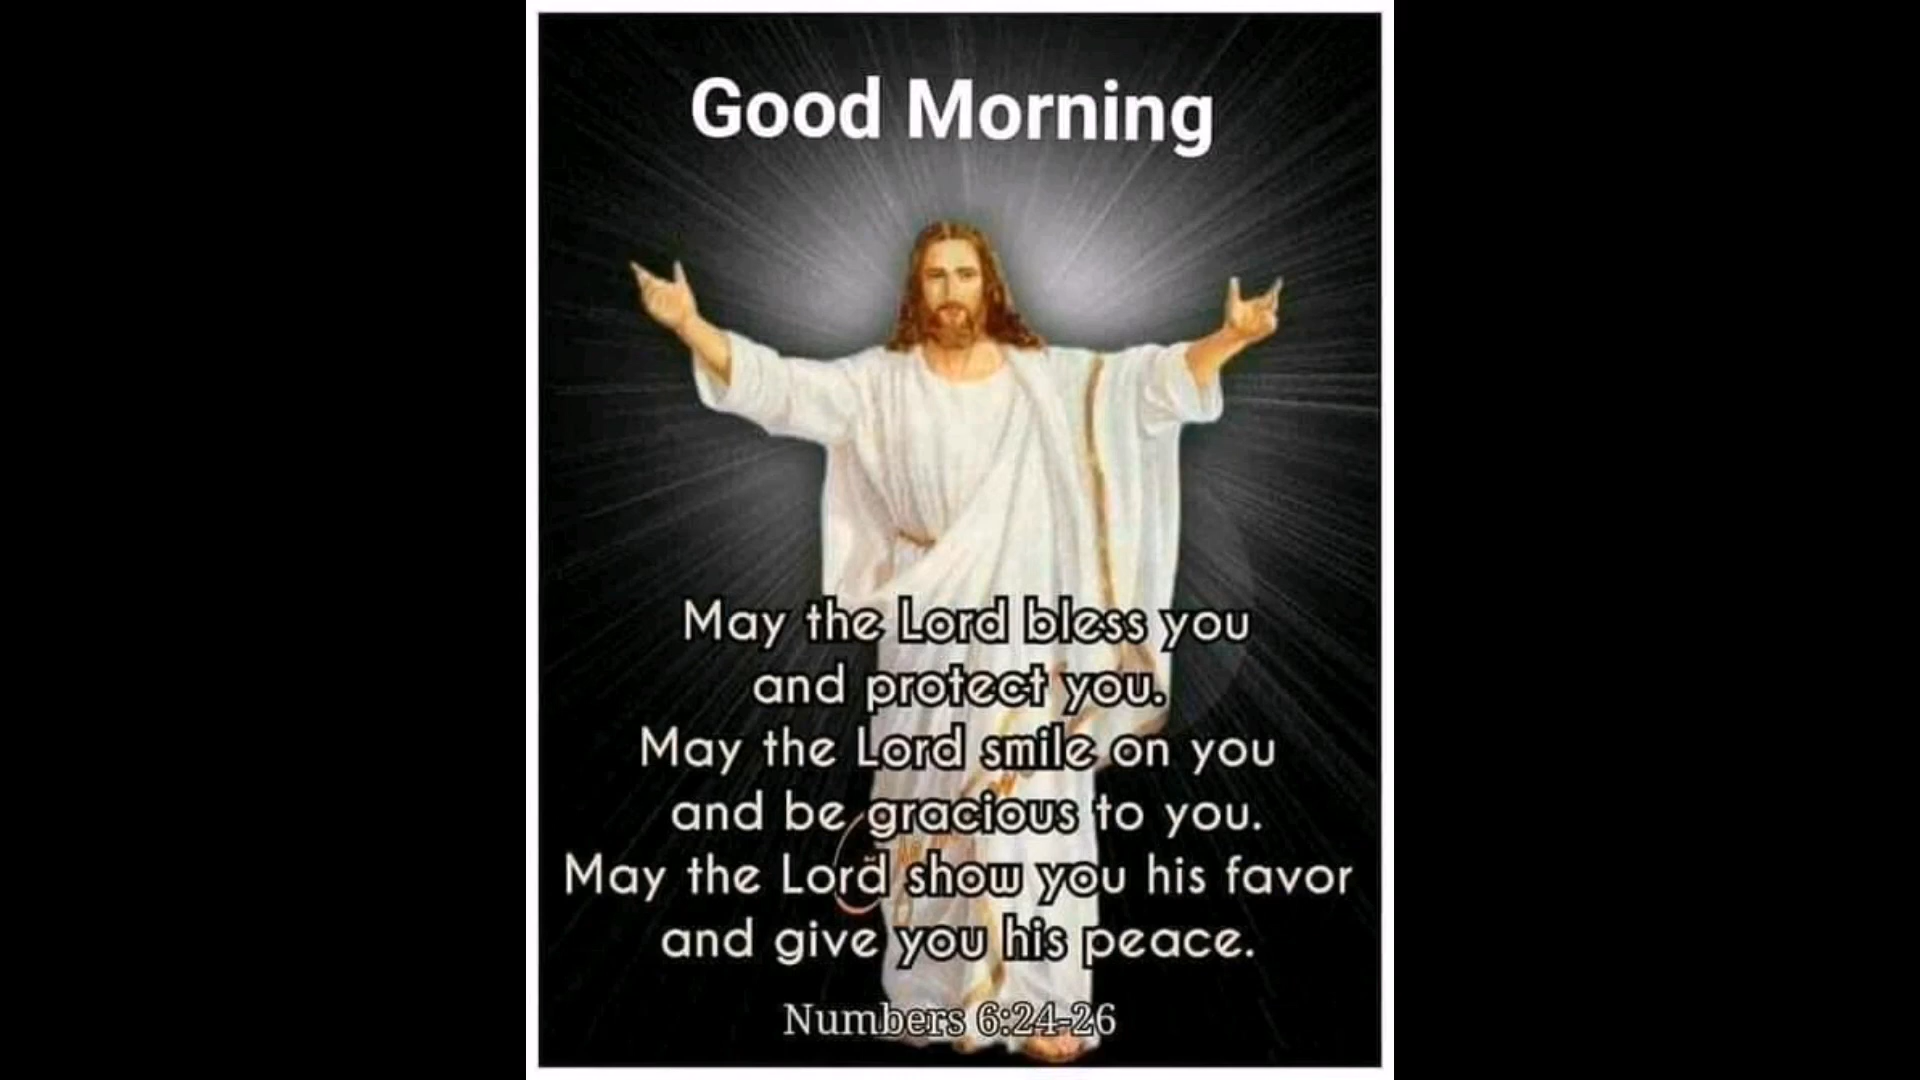 Good Morning
May the Lord bless you
and protect you.
May the Lord smile on you
and be gracious to you.
May the Lord show you his favor
and give you his peace.
Numbers 6:24-26